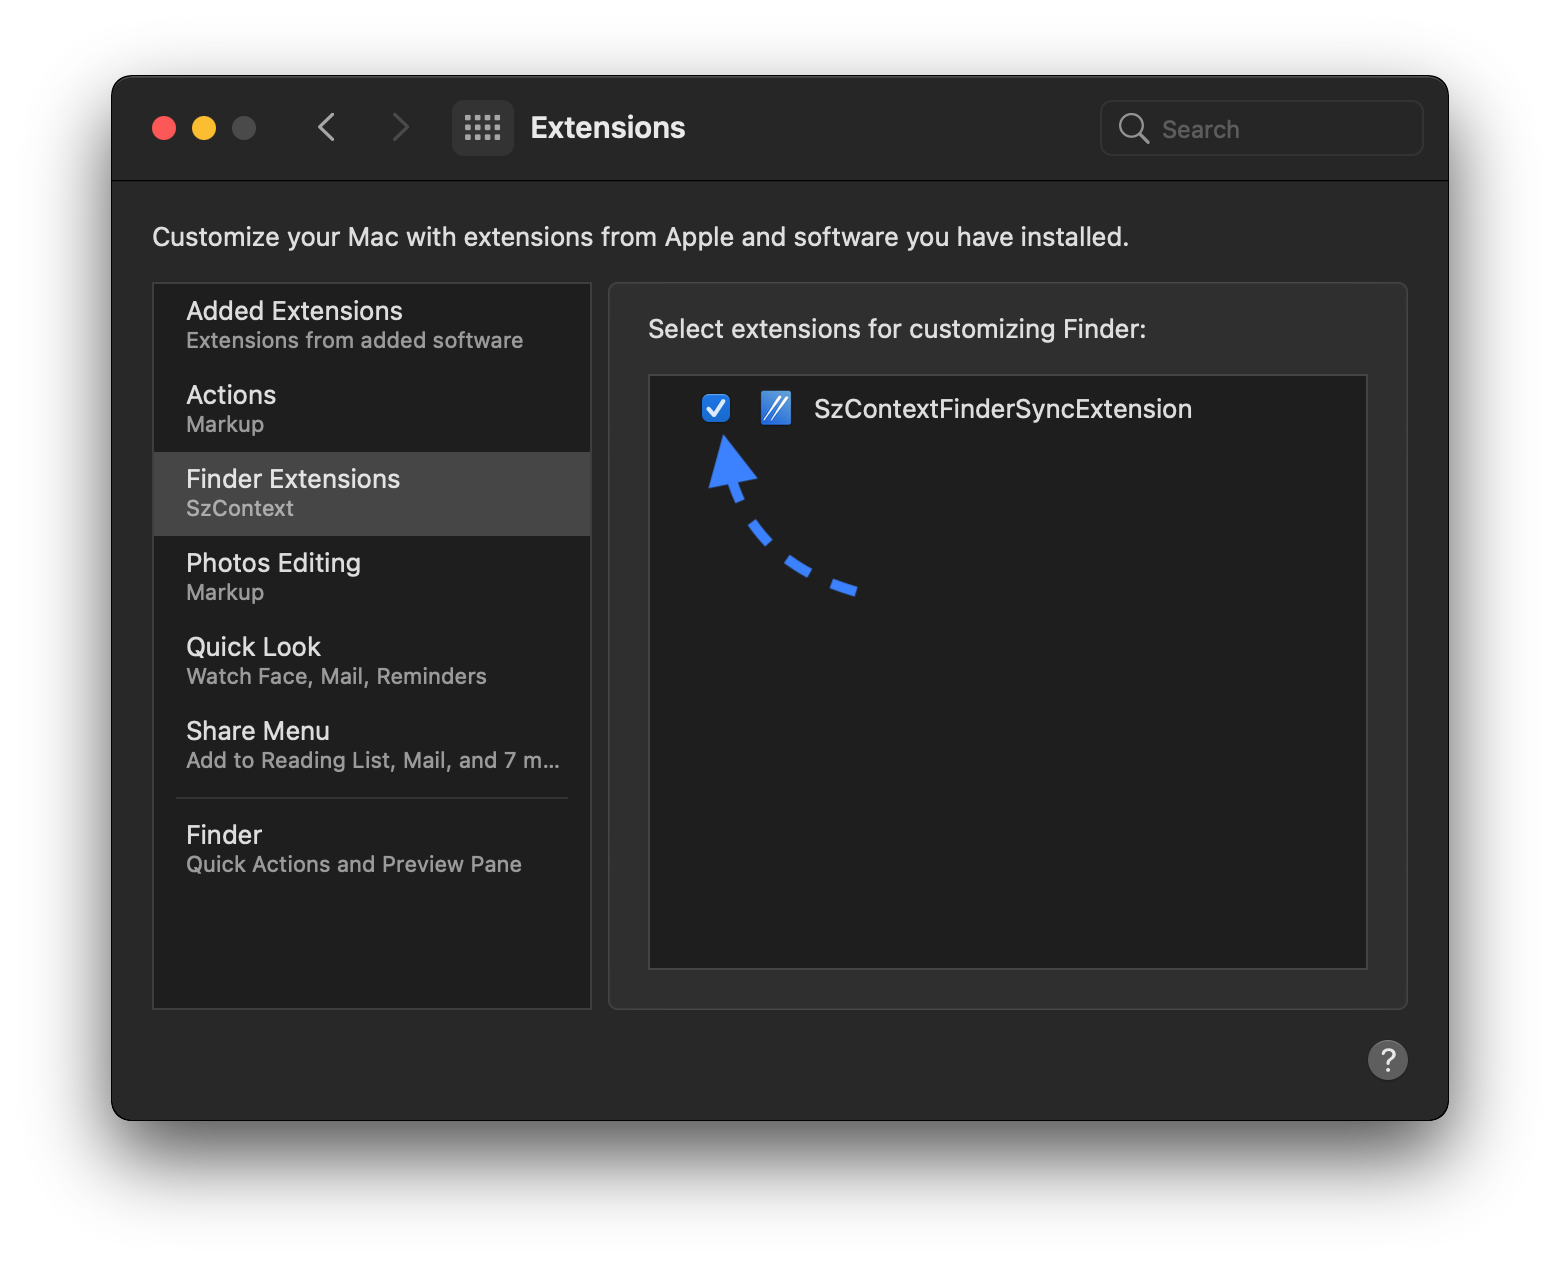 Extensions
Search
Customize your Mac with extensions from Apple and software you have installed.
Added Extensions
Extensions from added software
Actions
Markup
Finder Extensions
SzContext
Photos Editing
Markup
Quick Look
Watch Face, Mail, Reminders
Share Menu
Add to Reading List, Mail, and 7 m...
Finder
Quick Actions and Preview Pane
Select extensions for customizing Finder:
SzContextFinderSyncExtension
?